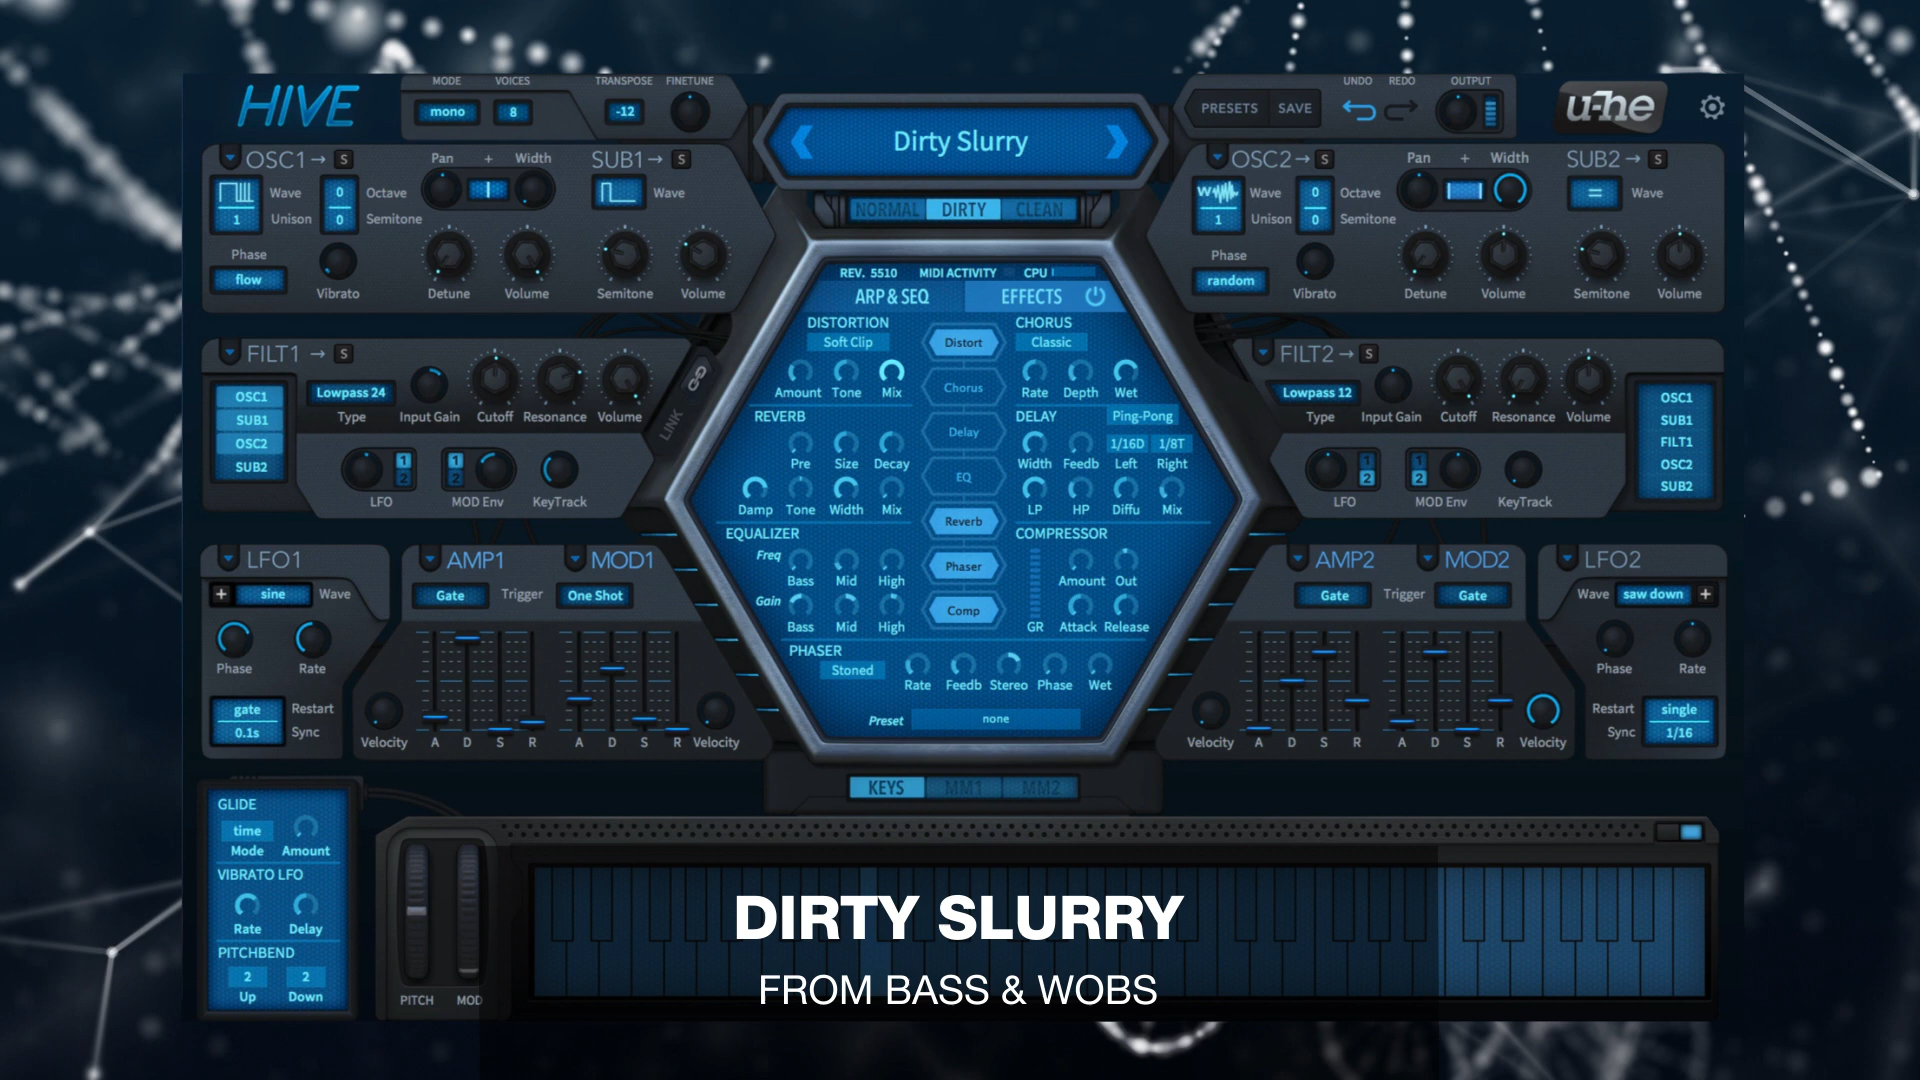 HIVE
MODE VOICES TRANSPOSE FINETUNE
mono 8 -12
Dirty Slurry
PRESETS SAVE
UNDO REDO OUTPUT
u-he
NORMAL DIRTY CLEAN
OSC1→ S Pan + Width SUB1→ S
Wave 0 Octave Wave
1 Unison 0 Semitone
Phase
flow
Vibrato Detune Volume Semitone Volume
OSC2→ S Pan + Width SUB2→ S
W Wave 0 Octave = Wave
1 Unison 0 Semitone
Phase
random
Vibrato Detune Volume Semitone Volume
FILT1 → S
OSC1
SUB1
OSC2
SUB2
Lowpass 24
Type Input Gain Cutoff Resonance Volume
1 2 1 2
LFO MOD Env KeyTrack
LINK
REV. 5510 MIDI ACTIVITY CPU
ARP & SEQ EFFECTS
DISTORTION
Soft Clip
Amount Tone Mix
REVERB
Pre Size Decay
Damp Tone Width Mix
EQUALIZER
Freq
Bass Mid High
Gain
Bass Mid High
Distort
Chorus
Delay
EQ
Reverb
Phaser
Comp
CHORUS
Classic
Rate Depth Wet
DELAY Ping-Pong
1/16D 1/8T
Width Feedb Left Right
LP HP Diffu Mix
COMPRESSOR
Amount Out
GR Attack Release
PHASER
Stoned
Rate Feedb Stereo Phase Wet
Preset none
FILT2→ S
Lowpass 12
Type Input Gain Cutoff Resonance Volume
1 2 1 2
LFO MOD Env KeyTrack
OSC1
SUB1
FILT1
OSC2
SUB2
LFO1
+ sine Wave
Phase Rate
gate Restart
0.1s Sync
AMP1 MOD1
Gate Trigger One Shot
Velocity A D S R A D S R Velocity
AMP2 MOD2
Gate Trigger Gate
Velocity A D S R A D S R Velocity
LFO2
Wave saw down +
Phase Rate
Restart single
Sync 1/16
KEYS MM1 MM2
GLIDE
time
Mode Amount
VIBRATO LFO
Rate Delay
PITCHBEND
2 2
Up Down
PITCH MOD
DIRTY SLURRY
FROM BASS & WOBS